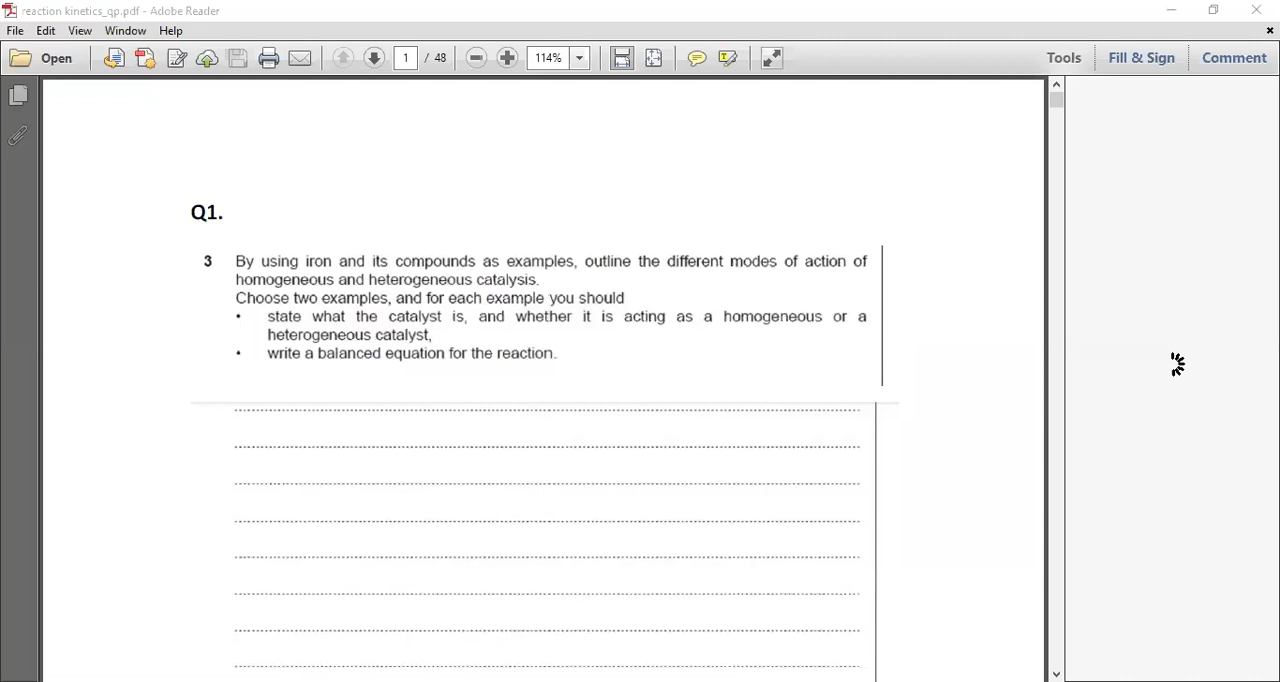 reaction kinetics_qp.pdf - Adobe Reader
File Edit View Window Help
Open 1 / 48 114% Tools Fill & Sign Comment
Q1.
3 By using iron and its compounds as examples, outline the different modes of action of
homogeneous and heterogeneous catalysis.
Choose two examples, and for each example you should
• state what the catalyst is, and whether it is acting as a homogeneous or a
heterogeneous catalyst,
• write a balanced equation for the reaction.